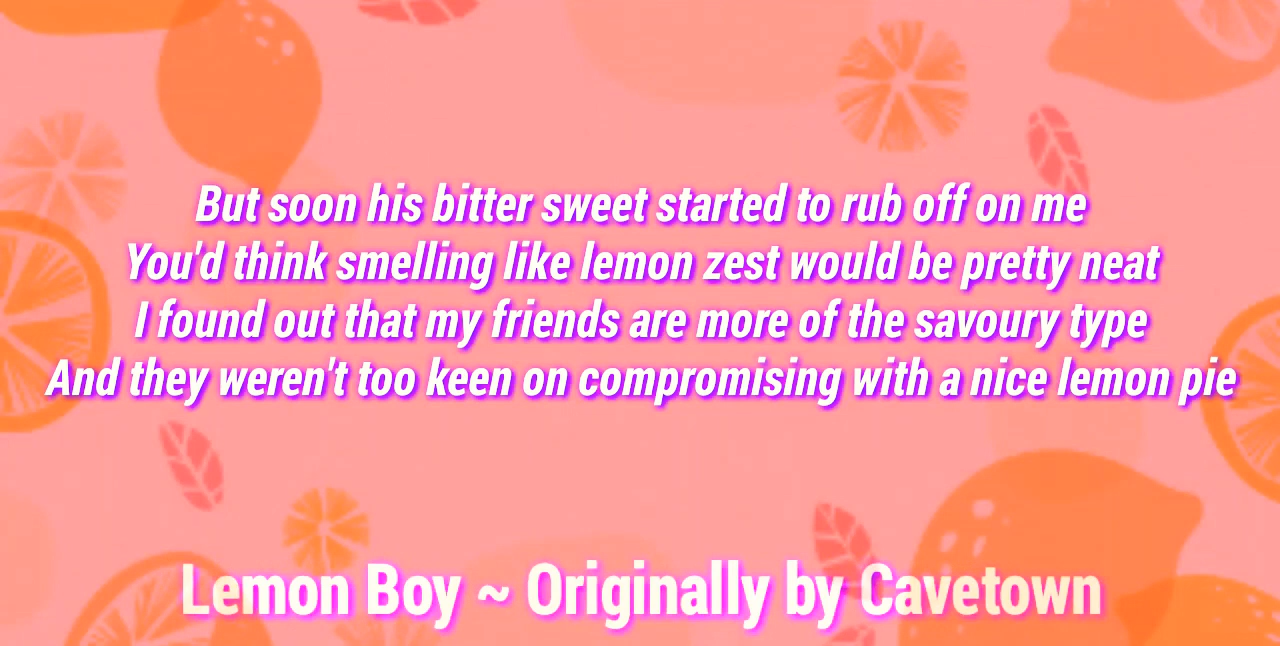 But soon his bitter sweet started to rub off on me
You'd think smelling like lemon zest would be pretty neat
I found out that my friends are more of the savoury type
And they weren't too keen on compromising with a nice lemon pie
Lemon Boy ~ Originally by Cavetown